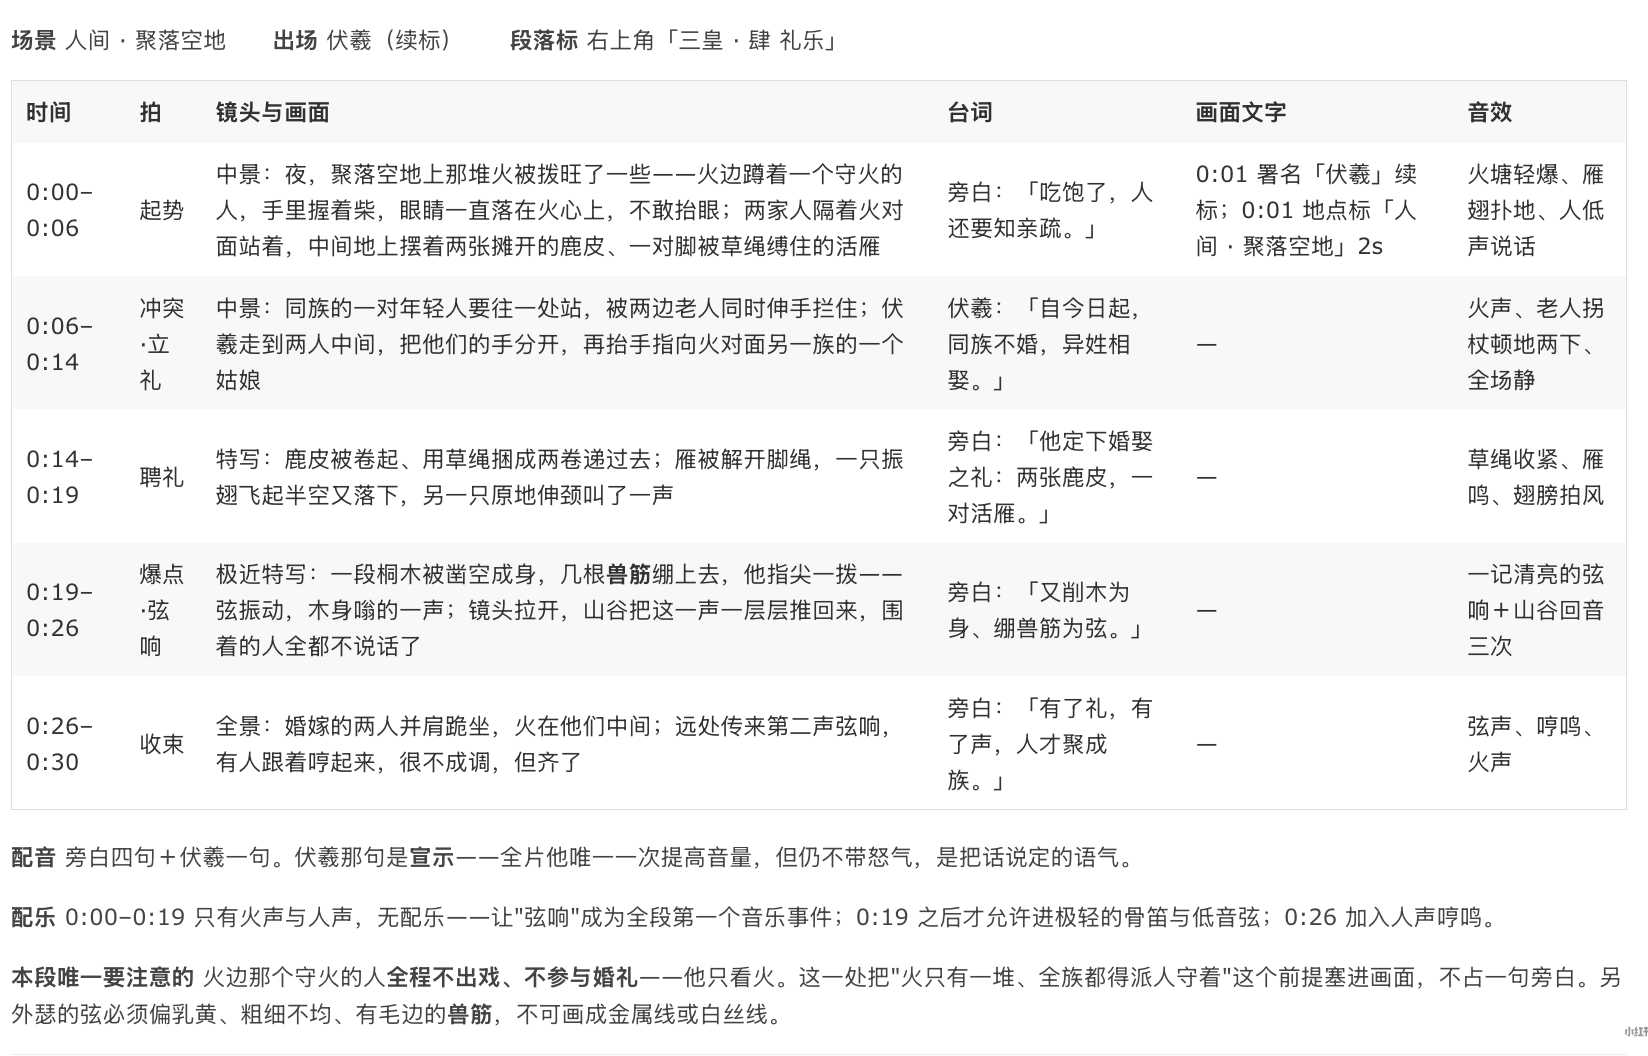 场景 人间 · 聚落空地 出场 伏羲（续标） 段落标 右上角「三皇 · 肆 礼乐」
时间 拍 镜头与画面 台词 画面文字 音效
0:00–
0:06
起势
中景：夜，聚落空地上那堆火被拨旺了一些——火边蹲着一个守火的
人，手里握着柴，眼睛一直落在火心上，不敢抬眼；两家人隔着火对
面站着，中间地上摆着两张摊开的鹿皮、一对脚被草绳缚住的活雁
旁白：「吃饱了，人
还要知亲疏。」
0:01 署名「伏羲」续
标；0:01 地点标「人
间 · 聚落空地」2s
火塘轻爆、雁
翅扑地、人低
声说话
0:06–
0:14
冲突
·立
礼
中景：同族的一对年轻人要往一处站，被两边老人同时伸手拦住；伏
羲走到两人中间，把他们的手分开，再抬手指向火对面另一族的一个
姑娘
伏羲：「自今日起，
同族不婚，异姓相
娶。」
—
火声、老人拐
杖顿地两下、
全场静
0:14–
0:19
聘礼
特写：鹿皮被卷起、用草绳捆成两卷递过去；雁被解开脚绳，一只振
翅飞起半空又落下，另一只原地伸颈叫了一声
旁白：「他定下婚娶
之礼：两张鹿皮，一
对活雁。」
—
草绳收紧、雁
鸣、翅膀拍风
0:19–
0:26
爆点
·弦
响
极近特写：一段桐木被凿空成身，几根兽筋绷上去，他指尖一拨——
弦振动，木身嗡的一声；镜头拉开，山谷把这一声一层层推回来，围
着的人全都不说话了
旁白：「又削木为
身、绷兽筋为弦。」
—
一记清亮的弦
响＋山谷回音
三次
0:26–
0:30
收束
全景：婚嫁的两人并肩跪坐，火在他们中间；远处传来第二声弦响，
有人跟着哼起来，很不成调，但齐了
旁白：「有了礼，有
了声，人才聚成
族。」
—
弦声、哼鸣、
火声
配音 旁白四句＋伏羲一句。伏羲那句是宣示——全片他唯一一次提高音量，但仍不带怒气，是把话说定的语气。
配乐 0:00–0:19 只有火声与人声，无配乐——让"弦响"成为全段第一个音乐事件；0:19 之后才允许进极轻的骨笛与低音弦；0:26 加入人声哼鸣。
本段唯一要注意的 火边那个守火的人全程不出戏、不参与婚礼——他只看火。这一处把"火只有一堆、全族都得派人守着"这个前提塞进画面，不占一句旁白。另
外瑟的弦必须偏乳黄、粗细不均、有毛边的兽筋，不可画成金属线或白丝线。